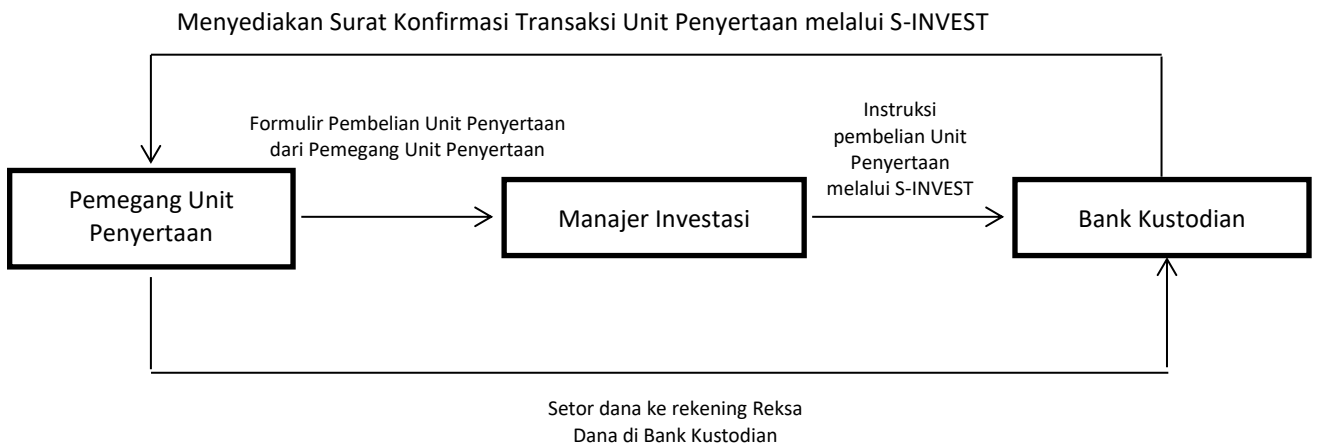 Menyediakan Surat Konfirmasi Transaksi Unit Penyertaan melalui S-INVEST
Formulir Pembelian Unit Penyertaan
dari Pemegang Unit Penyertaan
Instruksi
pembelian Unit
Penyertaan
melalui S-INVEST
Pemegang Unit
Penyertaan
Manajer Investasi
Bank Kustodian
Setor dana ke rekening Reksa
Dana di Bank Kustodian